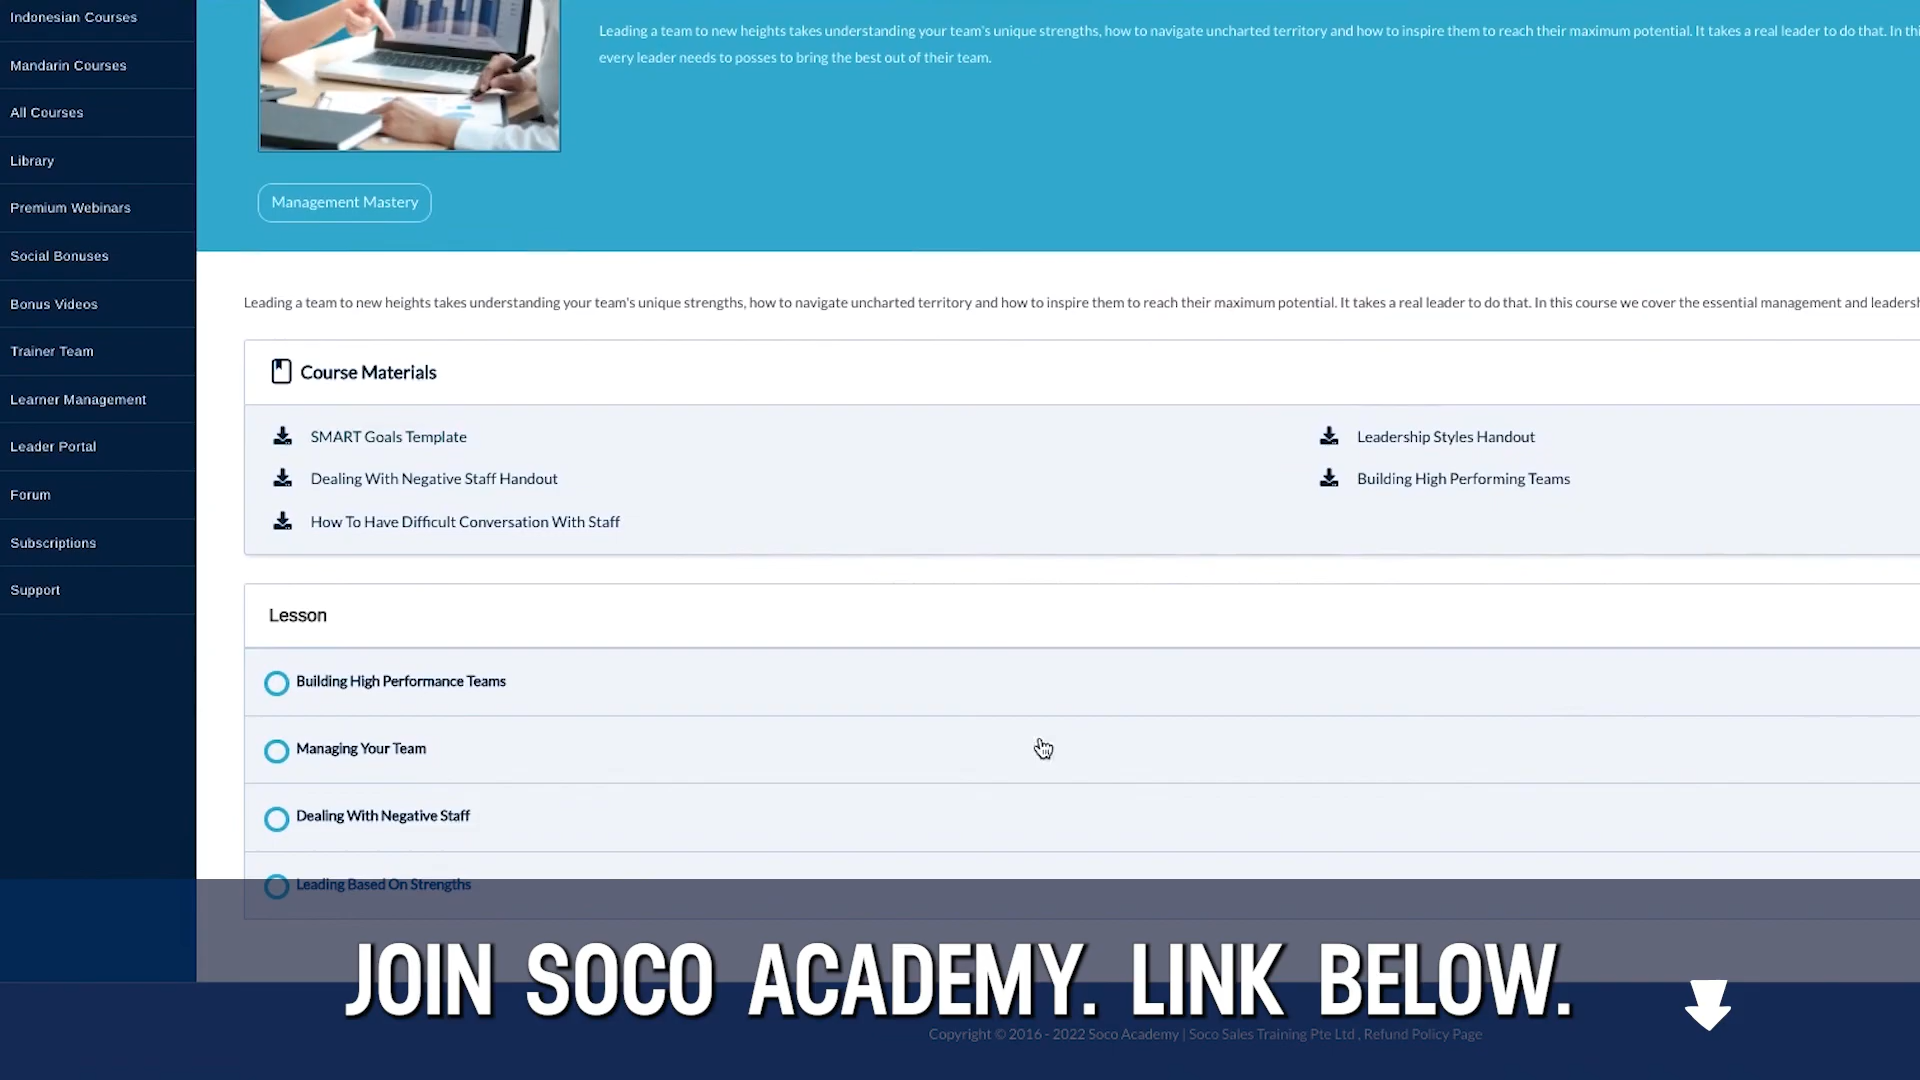 Indonesian Courses
Mandarin Courses
All Courses
Library
Premium Webinars
Social Bonuses
Bonus Videos
Trainer Team
Learner Management
Leader Portal
Forum
Subscriptions
Support
Leading a team to new heights takes understanding your team's unique strengths, how to navigate uncharted territory and how to inspire them to reach their maximum potential. It takes a real leader to do that. In
every leader needs to posses to bring the best out of their team.
Management Mastery
Leading a team to new heights takes understanding your team's unique strengths, how to navigate uncharted territory and how to inspire them to reach their maximum potential. It takes a real leader to do that. In this course we cover the essential management and
Course Materials
SMART Goals Template
Leadership Styles Handout
Dealing With Negative Staff Handout
Building High Performing Teams
How To Have Difficult Conversation With Staff
Lesson
Building High Performance Teams
Managing Your Team
Dealing With Negative Staff
Leading Based On Strengths
JOIN SOCO ACADEMY. LINK BELOW.
Copyright © 2016 - 2022 Soco Academy | Soco Sales Training Pte Ltd , Refund Policy Page